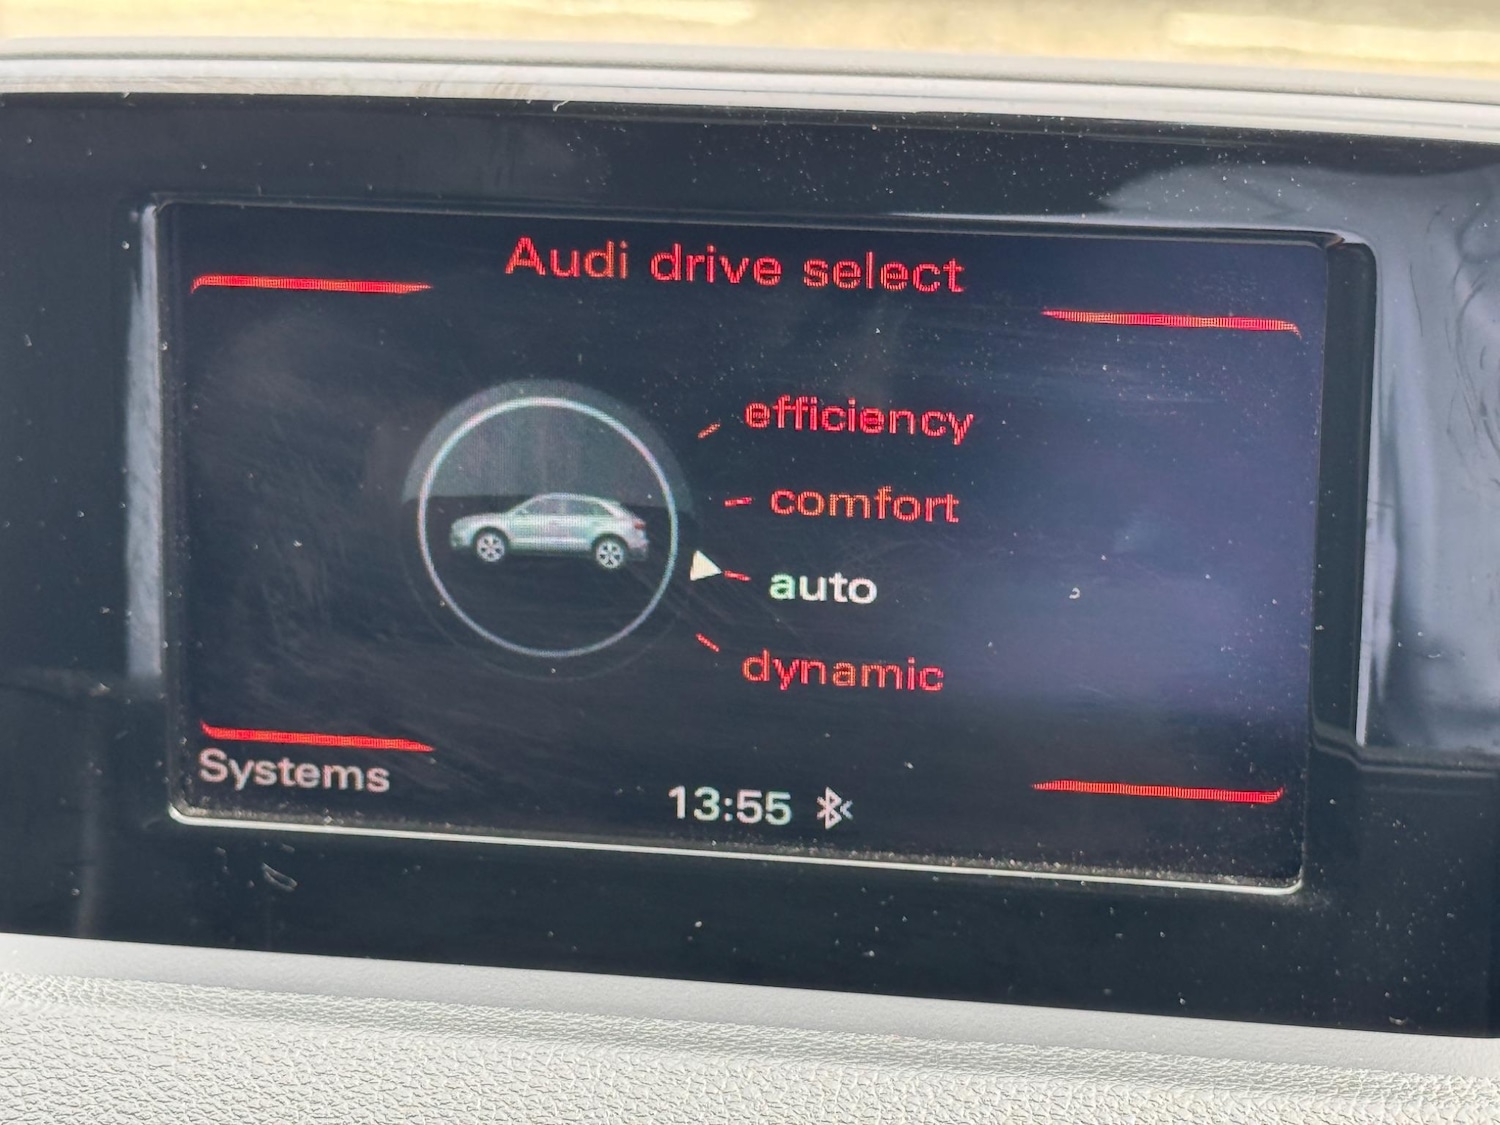 Audi drive select
efficiency
comfort
auto
dynamic
Systems
13:55